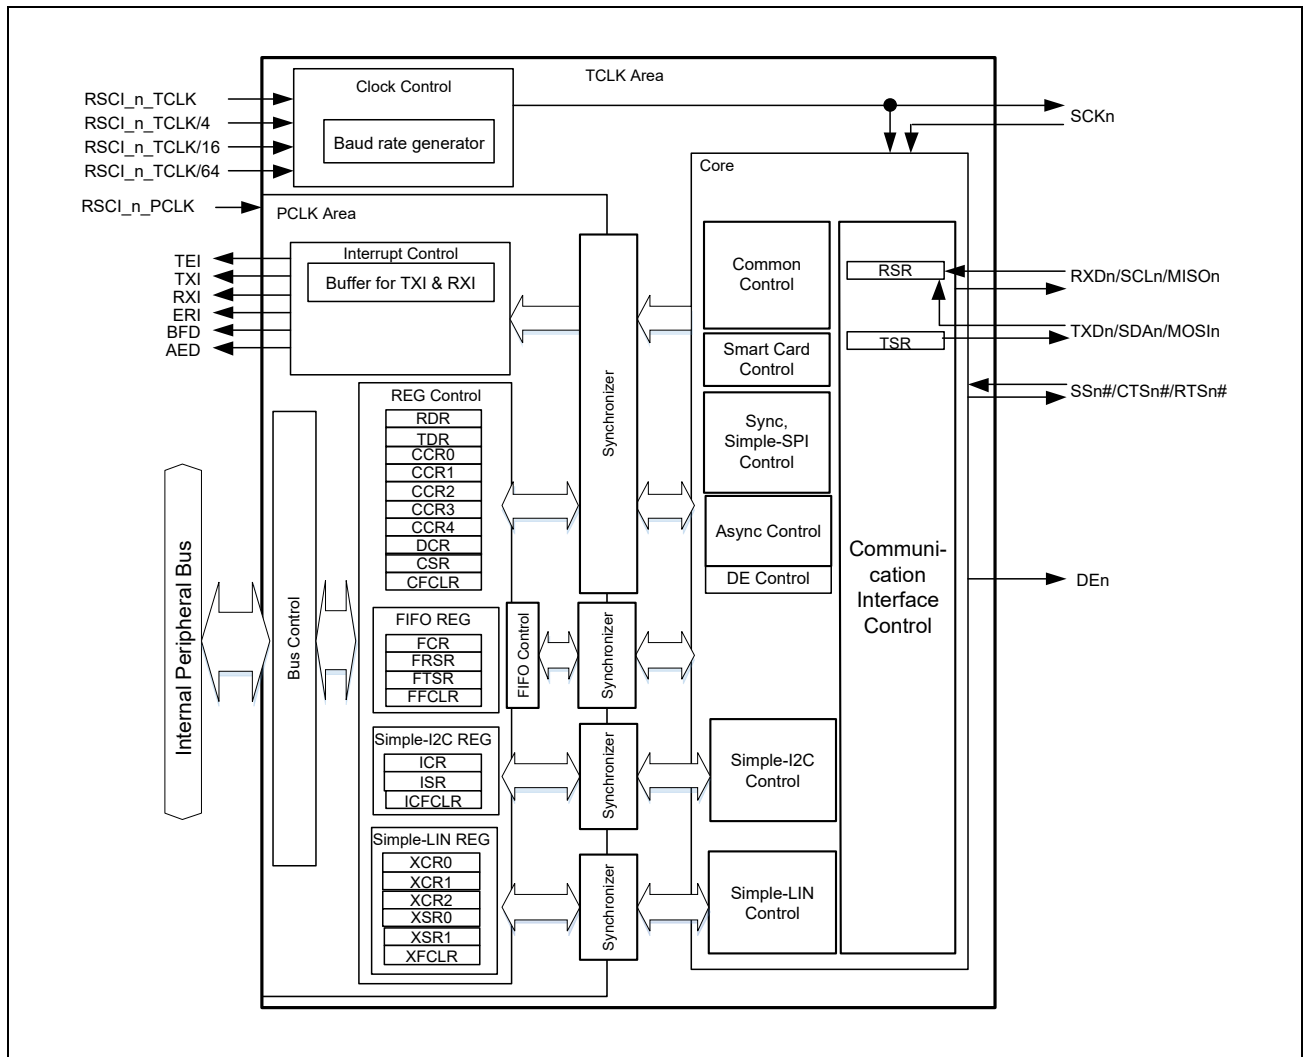 TCLK Area
Clock Control
Baud rate generator
RSCI_n_TCLK
RSCI_n_TCLK/4
RSCI_n_TCLK/16
RSCI_n_TCLK/64
RSCI_n_PCLK
SCKn
PCLK Area
Interrupt Control
Buffer for TXI & RXI
TEI
TXI
RXI
ERI
BFD
AED
Internal Peripheral Bus
Bus Control
REG Control
RDR
TDR
CCR0
CCR1
CCR2
CCR3
CCR4
DCR
CSR
CFCLR
FIFO REG
FCR
FRSR
FTSR
FFCLR
FIFO Control
Simple-I2C REG
ICR
ISR
ICFCLR
Simple-LIN REG
XCR0
XCR1
XCR2
XSR0
XSR1
XFCLR
Synchronizer
Synchronizer
Synchronizer
Synchronizer
Core
Common
Control
Smart Card
Control
Sync,
Simple-SPI
Control
Async Control
DE Control
Simple-I2C
Control
Simple-LIN
Control
RSR
TSR
Communi-
cation
Interface
Control
RXDn/SCLn/MISOn
TXDn/SDAn/MOSIn
SSn#/CTSn#/RTSn#
DEn